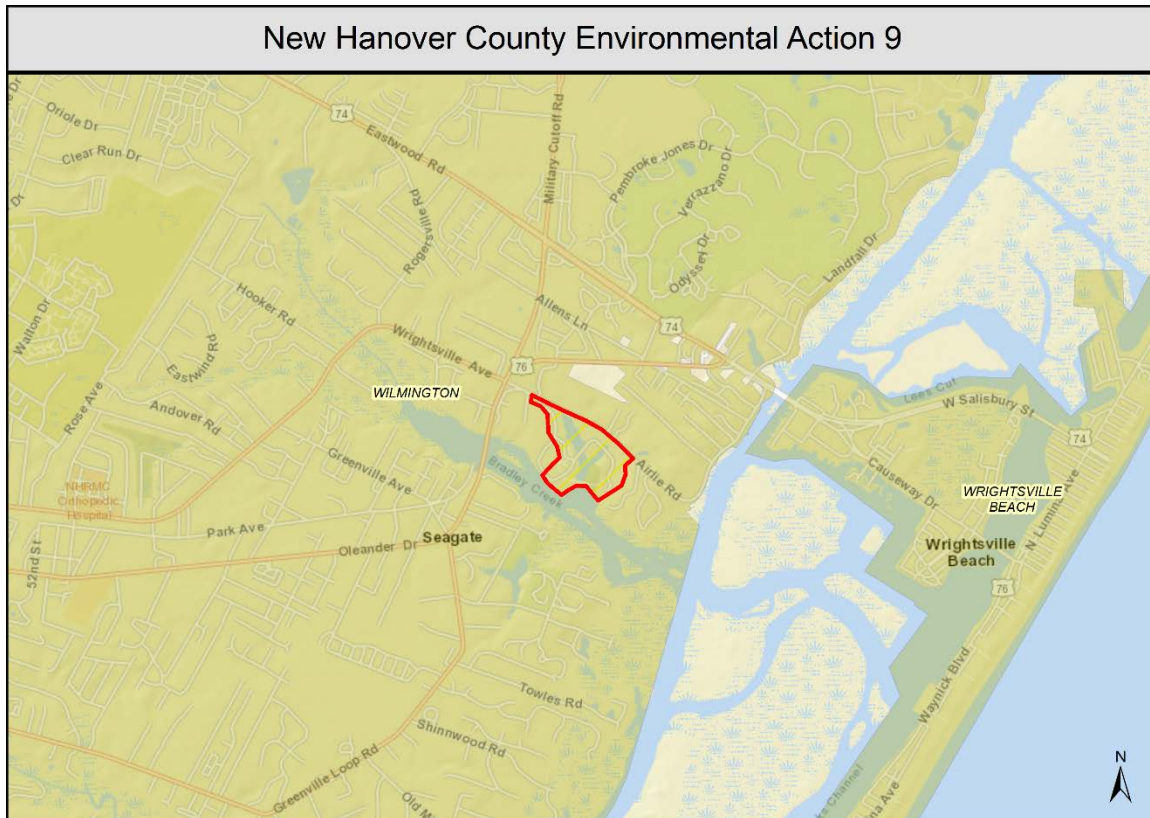 New Hanover County Environmental Action 9
Oriole Dr
74
Clear Run Dr
Eastwood Rd
Military Cutoff Rd
Pembroke Jones Dr
Verrazzano Dr
Dr
Rogersville Rd
Odyssey Dr
Landfall Dr
Walton Dr
Hooker Rd
Allens Ln
74
Eastwind Rd
Wrightsville Ave
76
Lees Cut
WILMINGTON
W Salisbury St
Rose Ave
Andover Rd
74
Greenville Ave
Bradley Creek
Airlie Rd
Causeway Dr
NHRMC
Orthopedic
Hospital
WRIGHTSVILLE
BEACH
N Lumina Ave
Park Ave
Oleander Dr
Seagate
Wrightsville
Beach
52nd St
76
Towles Rd
Waynick Blvd
Shinnwood Rd
Greenville Loop Rd
N